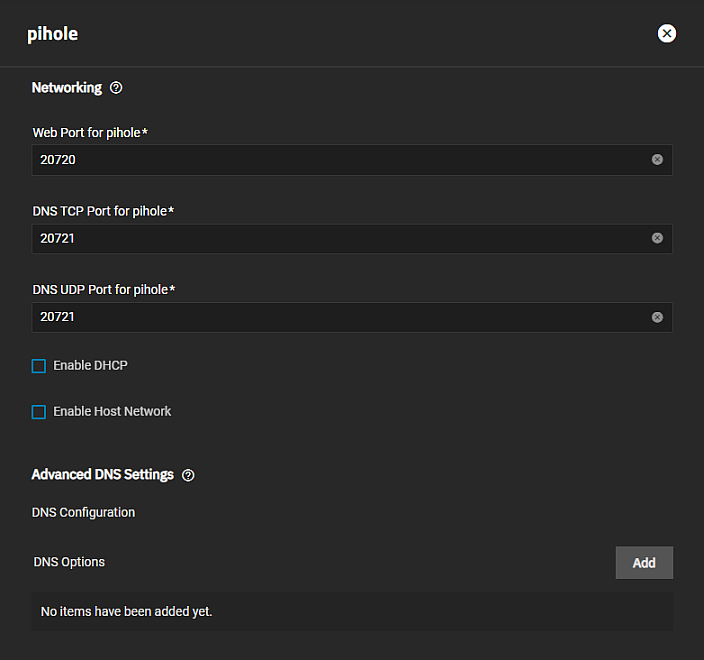 pihole
Networking
Web Port for pihole*
20720
DNS TCP Port for pihole*
20721
DNS UDP Port for pihole*
20721
Enable DHCP
Enable Host Network
Advanced DNS Settings
DNS Configuration
DNS Options
Add
No items have been added yet.